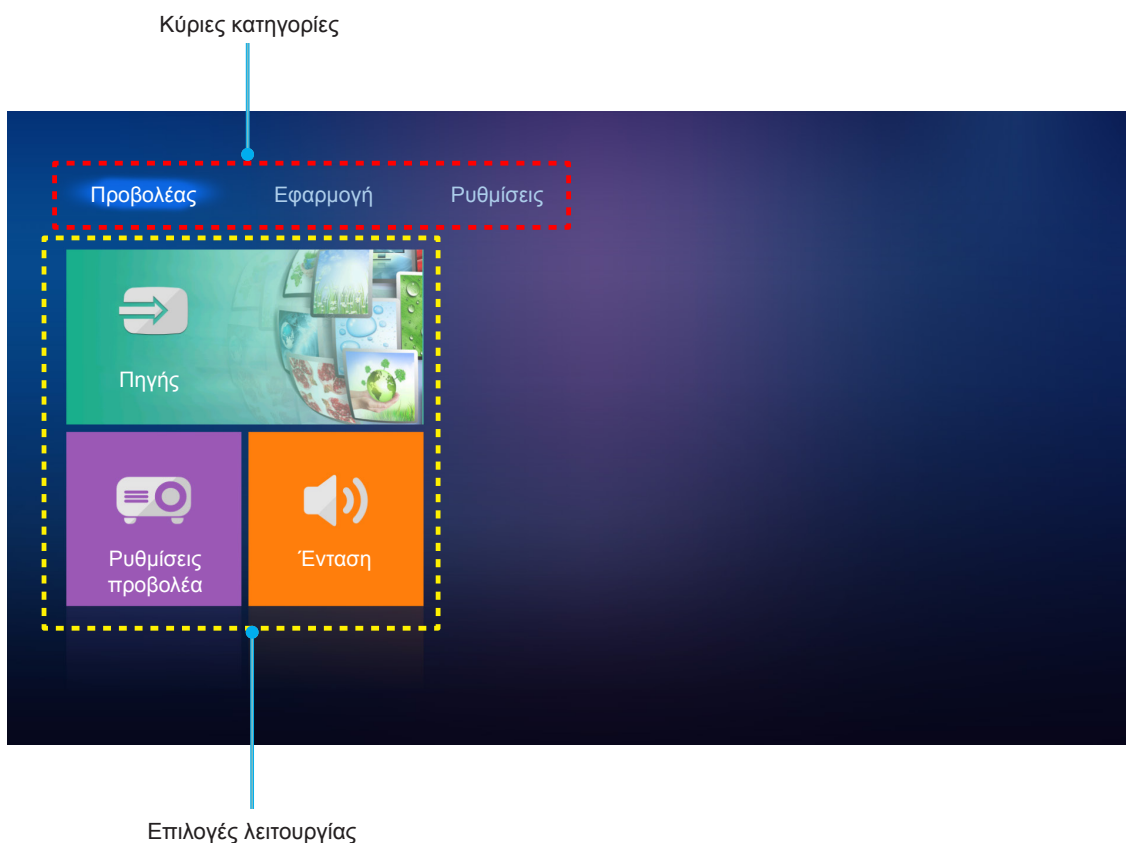 Κύριες κατηγορίες
Προβολέας Εφαρμογή Ρυθμίσεις
Πηγής
Ρυθμίσεις
προβολέα
Ένταση
Επιλογές λειτουργίας